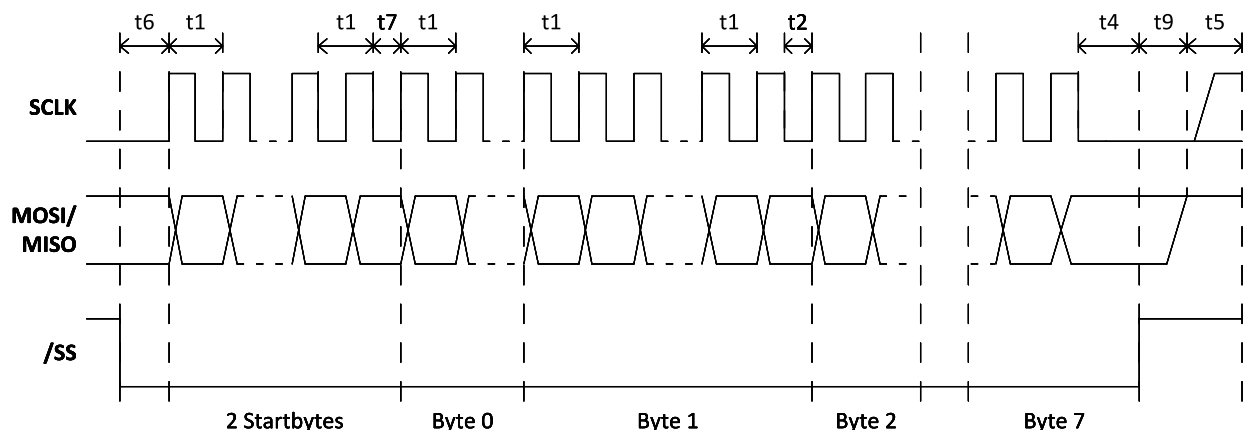 t6 t1 t1 t7 t1 t1 t1 t2 t4 t9 t5
SCLK
MOSI/
MISO
/SS
2 Startbytes Byte 0 Byte 1 Byte 2 Byte 7